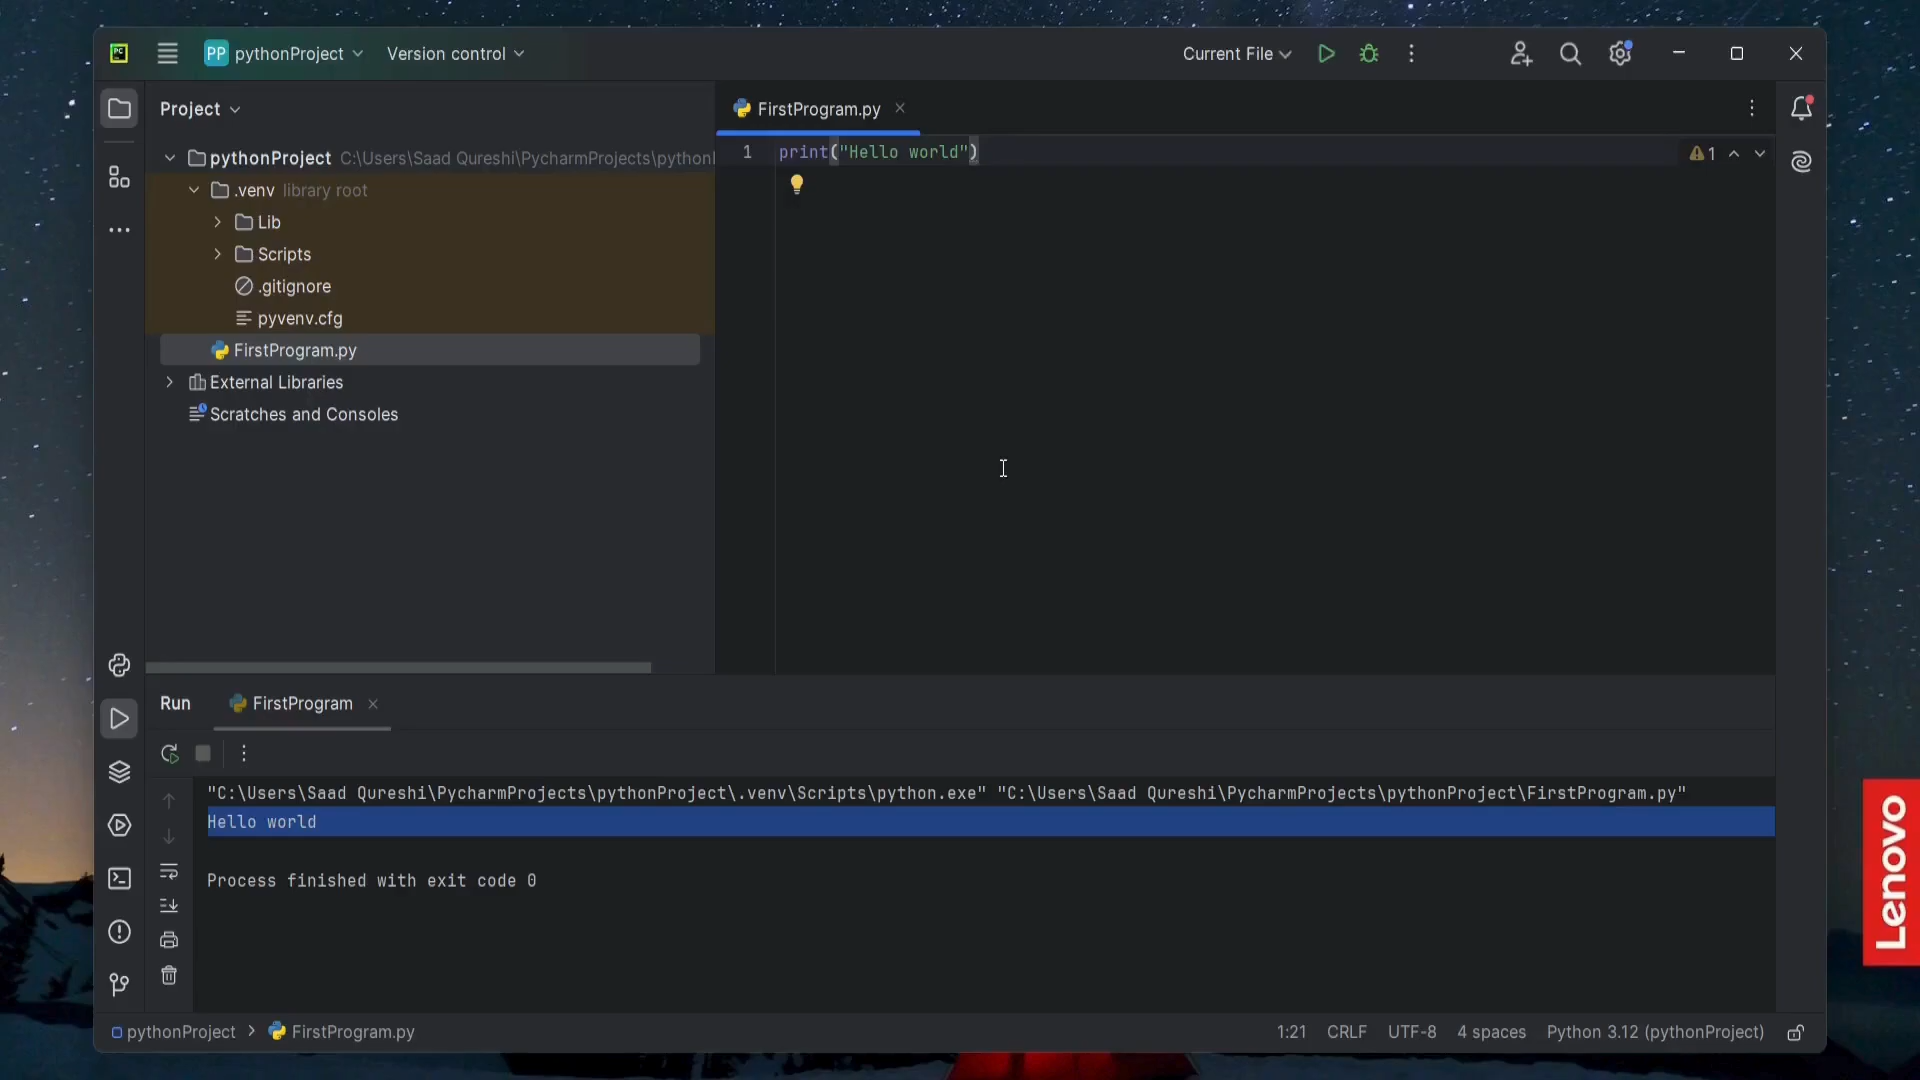 PC
PP pythonProject
Version control
Current File
Project
FirstProgram.py
pythonProject C:\Users\Saad Qureshi\PycharmProjects\python
.venv library root
Lib
Scripts
.gitignore
pyvenv.cfg
FirstProgram.py
External Libraries
Scratches and Consoles
1 print("Hello world")
1
Run FirstProgram
"C:\Users\Saad Qureshi\PycharmProjects\pythonProject\.venv\Scripts\python.exe" "C:\Users\Saad Qureshi\PycharmProjects\pythonProject\FirstProgram.py"
Hello world
Process finished with exit code 0
Lenovo
pythonProject > FirstProgram.py
1:21 CRLF UTF-8 4 spaces Python 3.12 (pythonProject)